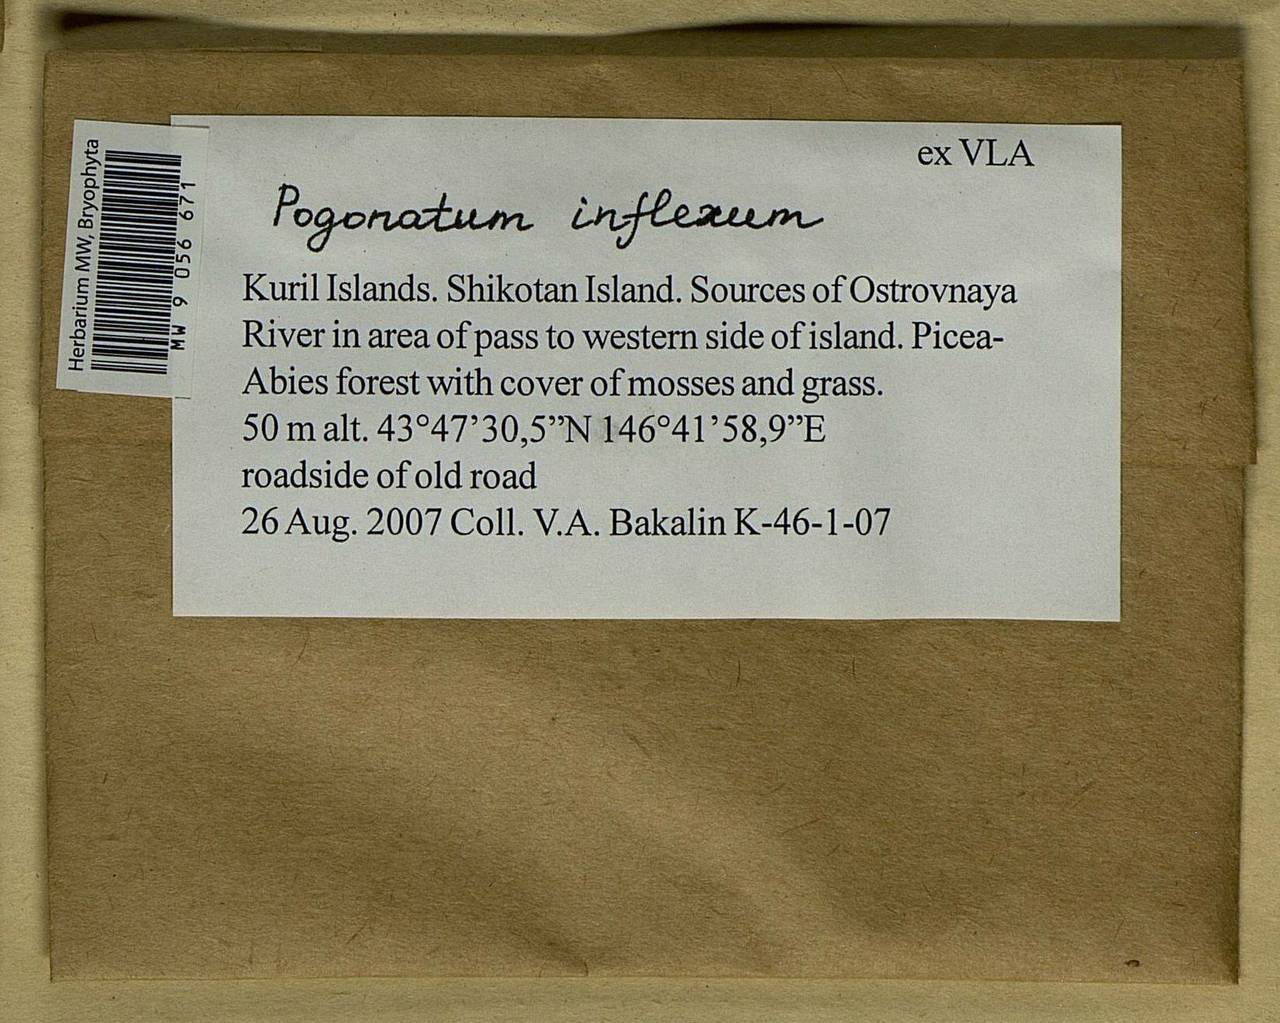 ex VLA
Pogonatum inflexum
Kuril Islands. Shikotan Island. Sources of Ostrovnaya
River in area of pass to western side of island. Picea-
Abies forest with cover of mosses and grass.
50 m alt. 43°47’30,5”N 146°41’58,9”E
roadside of old road
26 Aug. 2007 Coll. V.A. Bakalin K-46-1-07
Herbarium MW, Bryophyta
MW 9 056 671